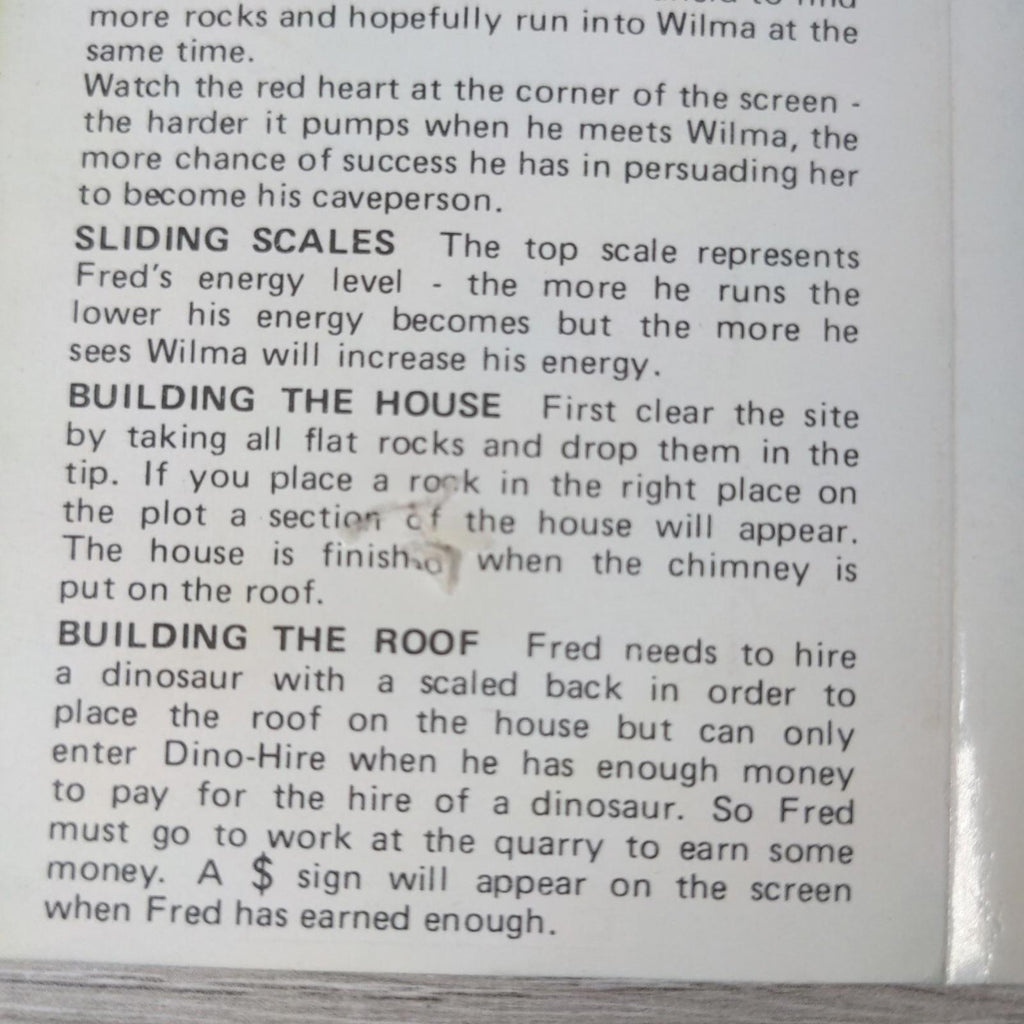 more rocks and hopefully run into Wilma at the
same time.
Watch the red heart at the corner of the screen -
the harder it pumps when he meets Wilma, the
more chance of success he has in persuading her
to become his caveperson.
SLIDING SCALES The top scale represents
Fred's energy level - the more he runs the
lower his energy becomes but the more he
sees Wilma will increase his energy.
BUILDING THE HOUSE First clear the site
by taking all flat rocks and drop them in the
tip. If you place a rock in the right place on
the plot a section of the house will appear.
The house is finished when the chimney is
put on the roof.
BUILDING THE ROOF Fred needs to hire
a dinosaur with a scaled back in order to
place the roof on the house but can only
enter Dino-Hire when he has enough money
to pay for the hire of a dinosaur. So Fred
must go to work at the quarry to earn some
money. A $ sign will appear on the screen
when Fred has earned enough.